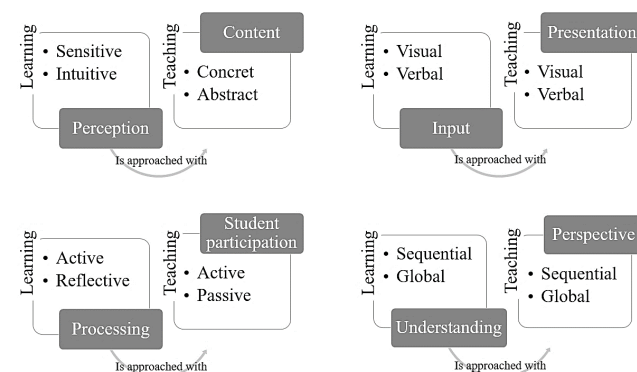 Learning
• Sensitive
• Intuitive
Perception
Teaching
Content
• Concret
• Abstract
Is approached with
Learning
• Visual
• Verbal
Input
Teaching
Presentation
• Visual
• Verbal
Is approached with
Learning
• Active
• Reflective
Processing
Teaching
Student
participation
• Active
• Passive
Is approached with
Learning
• Sequential
• Global
Understanding
Teaching
Perspective
• Sequential
• Global
Is approached with